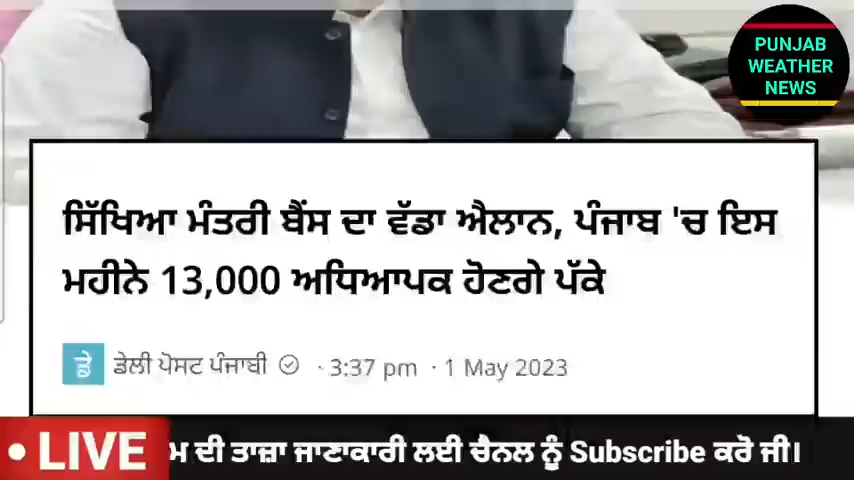 PUNJAB
WEATHER
NEWS
ਸਿੱਖਿਆ ਮੰਤਰੀ ਬੈਂਸ ਦਾ ਵੱਡਾ ਐਲਾਨ, ਪੰਜਾਬ 'ਚ ਇਸ
ਮਹੀਨੇ 13,000 ਅਧਿਆਪਕ ਹੋਣਗੇ ਪੱਕੇ
ਡੇ ਡੇਲੀ ਪੋਸਟ ਪੰਜਾਬੀ · 3:37 pm · 1 May 2023
• LIVE ਦੀ ਤਾਜ਼ਾ ਜਾਣਾਕਾਰੀ ਲਈ ਚੈਨਲ ਨੂੰ Subscribe ਕਰੋ ਜੀ।